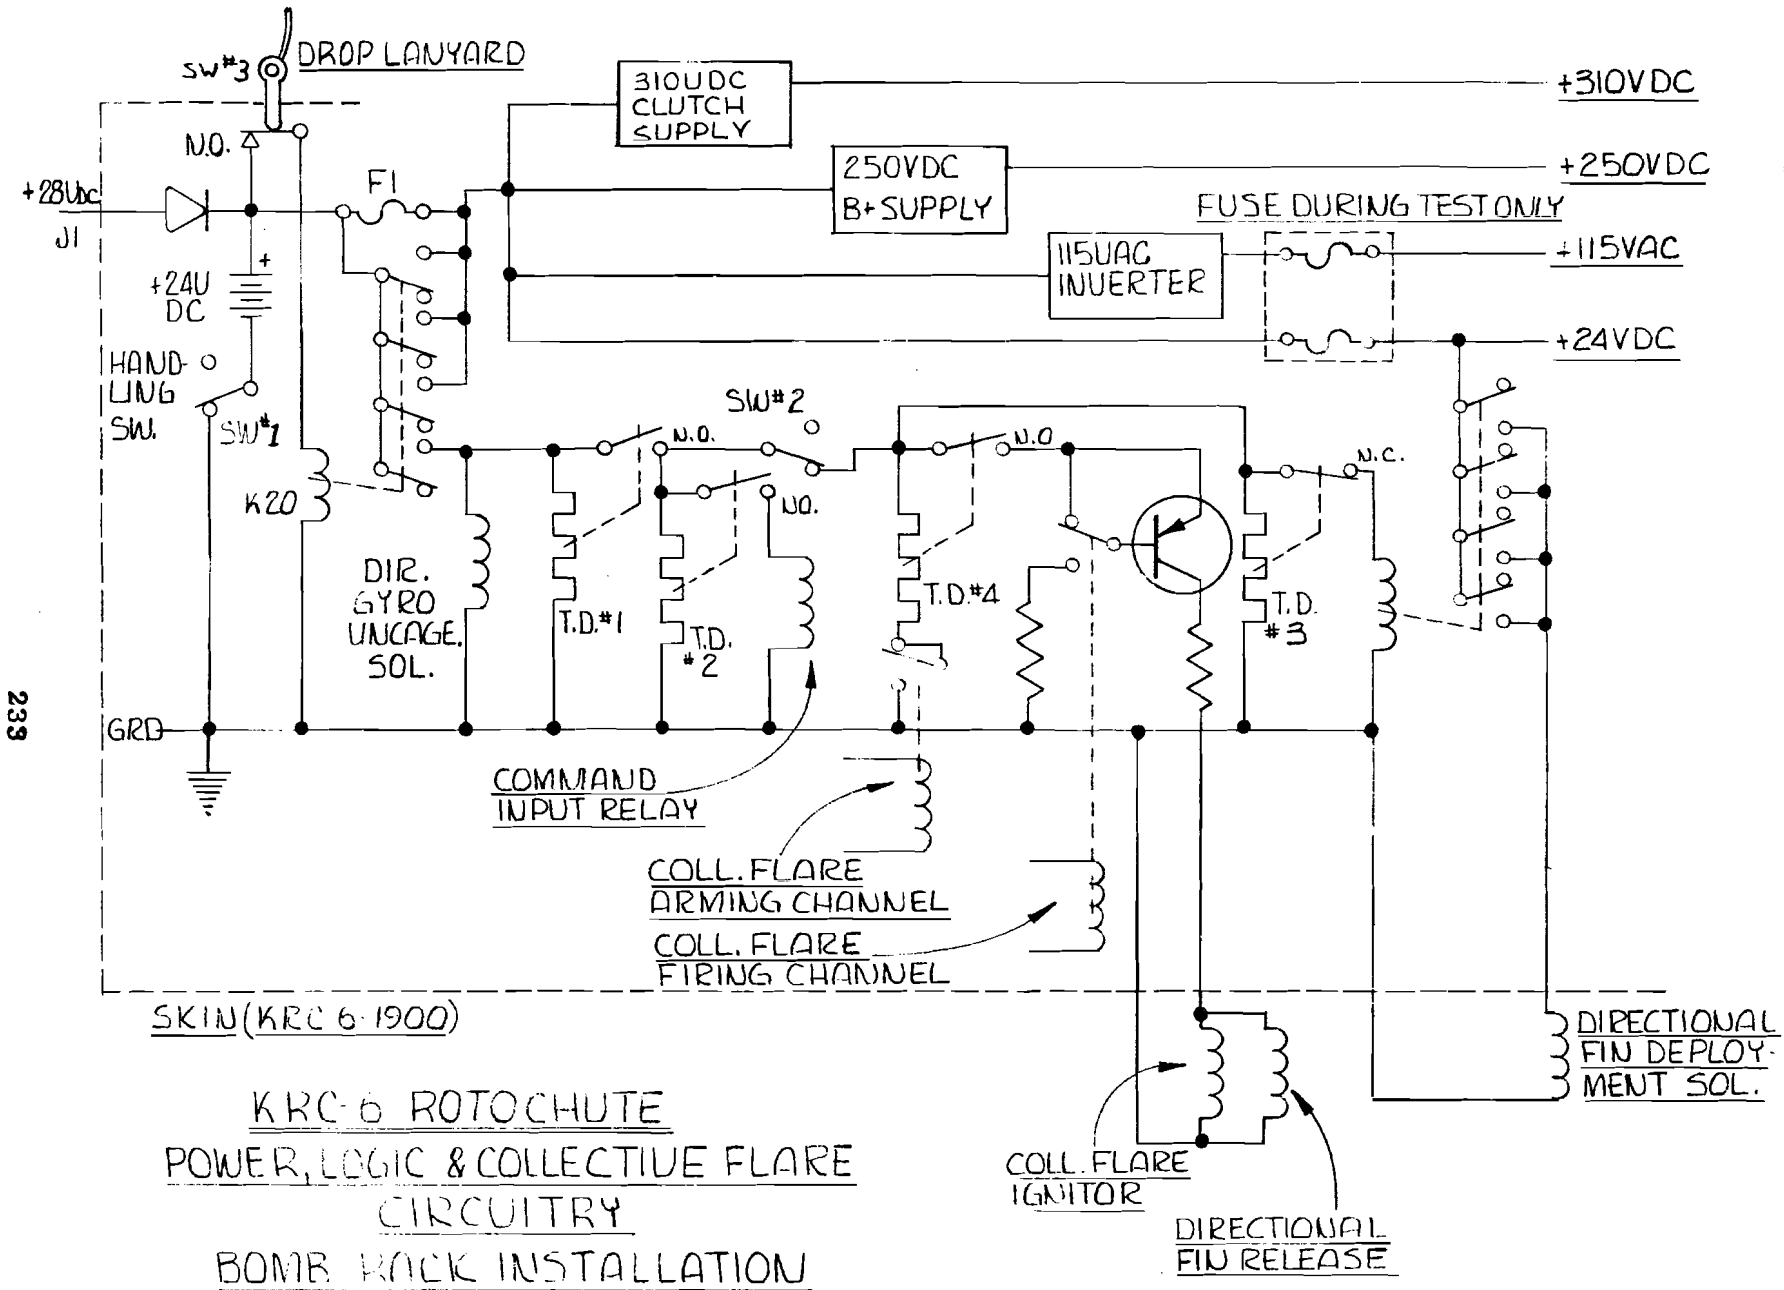 DROP LANYARD
SW#3
310VDC
CLUTCH
SUPPLY
+310VDC
N.O.
250VDC
B+ SUPPLY
+250VDC
+28VDC
J1
F1
FUSE DURING TEST ONLY
115VAC
INVERTER
+115VAC
+
+24V
DC
+24VDC
HAND-
LING
SW.
SW#1
SW#2
K20
N.O.
N.O.
N.O
N.C.
DIR.
GYRO
UNCAGE.
SOL.
T.D.#1
T.D.
#2
T.D.#4
T.D.
#3
GRD
233
COMMAND
INPUT RELAY
COLL. FLARE
ARMING CHANNEL
COLL. FLARE
FIRING CHANNEL
SKIN (KRC 6-1900)
DIRECTIONAL
FIN DEPLOY-
MENT SOL.
COLL. FLARE
IGNITOR
DIRECTIONAL
FIN RELEASE
KRC-6 ROTOCHUTE
POWER, LOGIC & COLLECTIVE FLARE
CIRCUITRY
BOMB RACK INSTALLATION